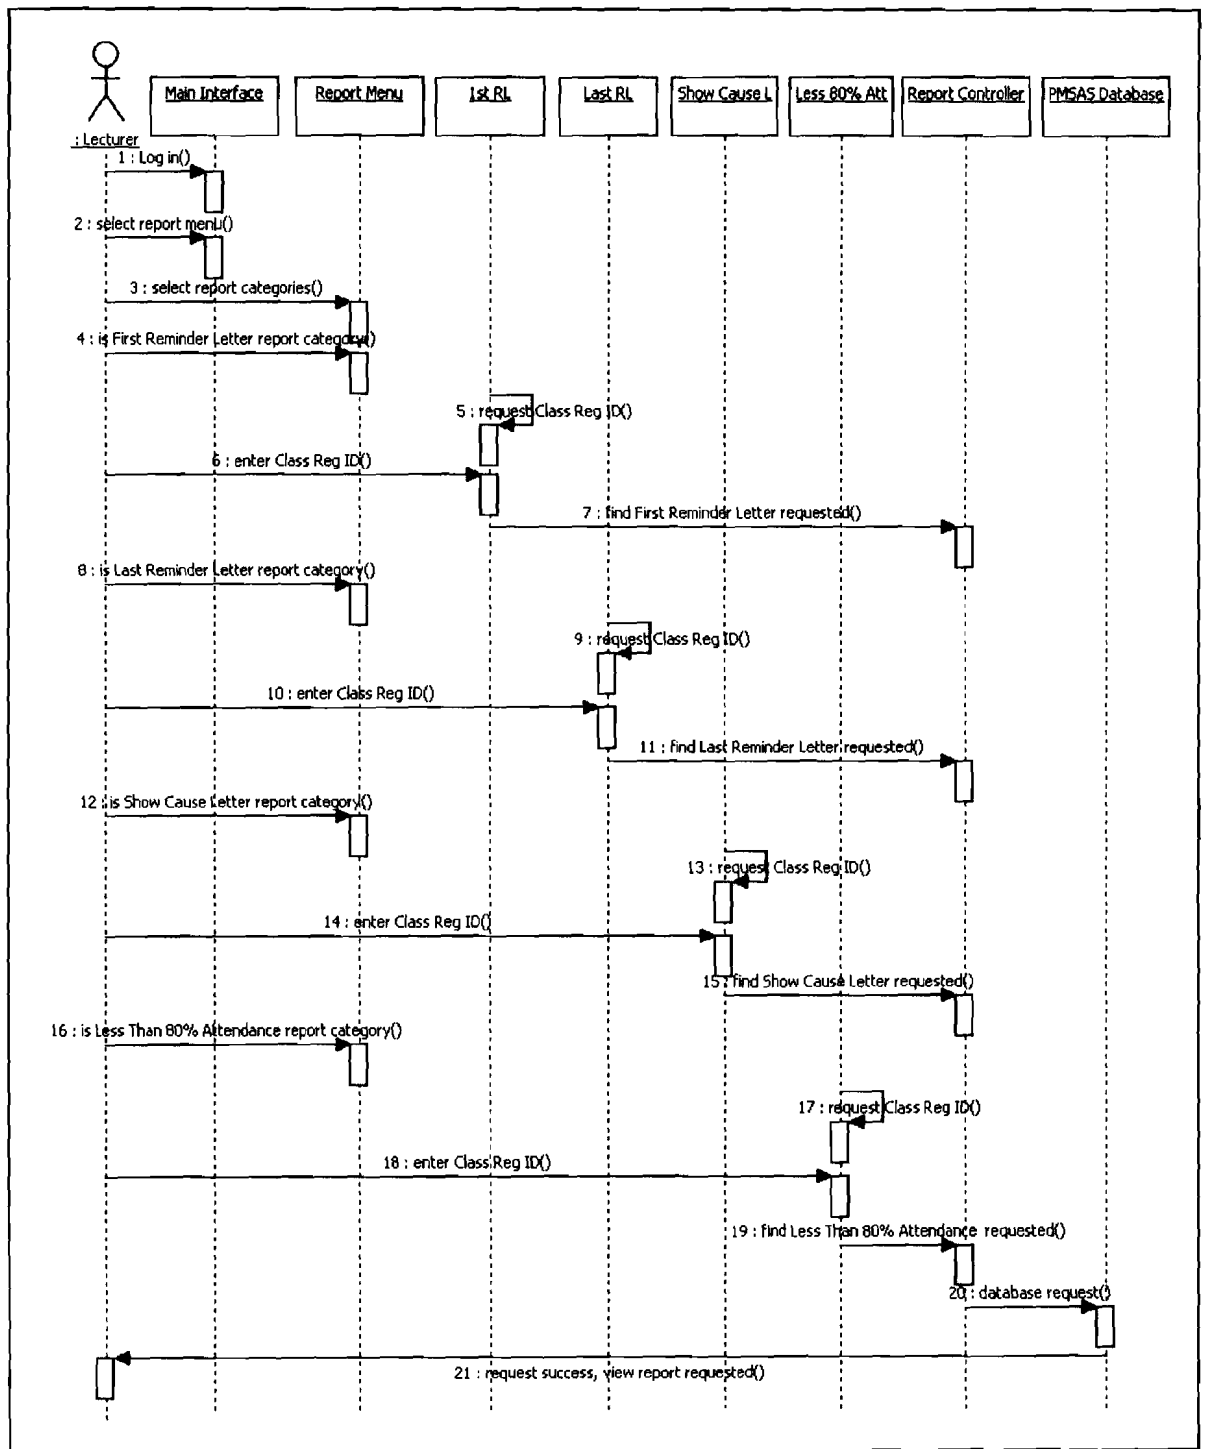 Main Interface
Report Menu
1st RL
Last RL
Show Cause L
Less 80% Att
Report Controller
PMSAS Database
: Lecturer
1 : Log in()
2 : select report menu()
3 : select report categories()
4 : is First Reminder Letter report category()
5 : request Class Reg ID()
6 : enter Class Reg ID()
7 : find First Reminder Letter requested()
8 : is Last Reminder Letter report category()
9 : request Class Reg ID()
10 : enter Class Reg ID()
11 : find Last Reminder Letter requested()
12 : is Show Cause Letter report category()
13 : request Class Reg ID()
14 : enter Class Reg ID()
15 : find Show Cause Letter requested()
16 : is Less Than 80% Attendance report category()
17 : request Class Reg ID()
18 : enter Class Reg ID()
19 : find Less Than 80% Attendance requested()
20 : database request()
21 : request success, view report requested()